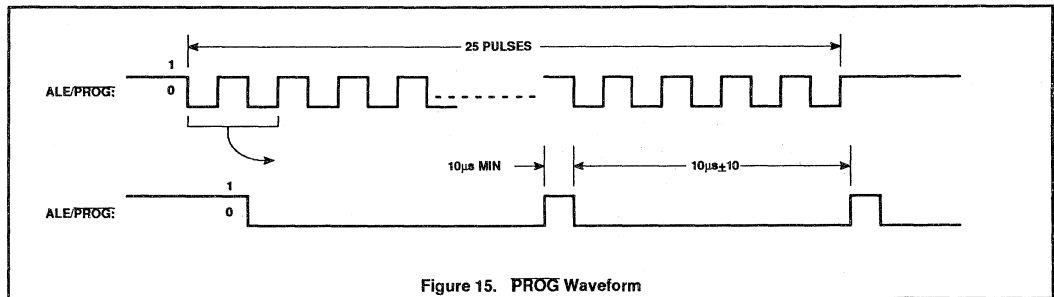 25 PULSES
1
ALE/PROG:
0
10µs MIN
10µs±10
1
ALE/PROG:
0
Figure 15. PROG Waveform